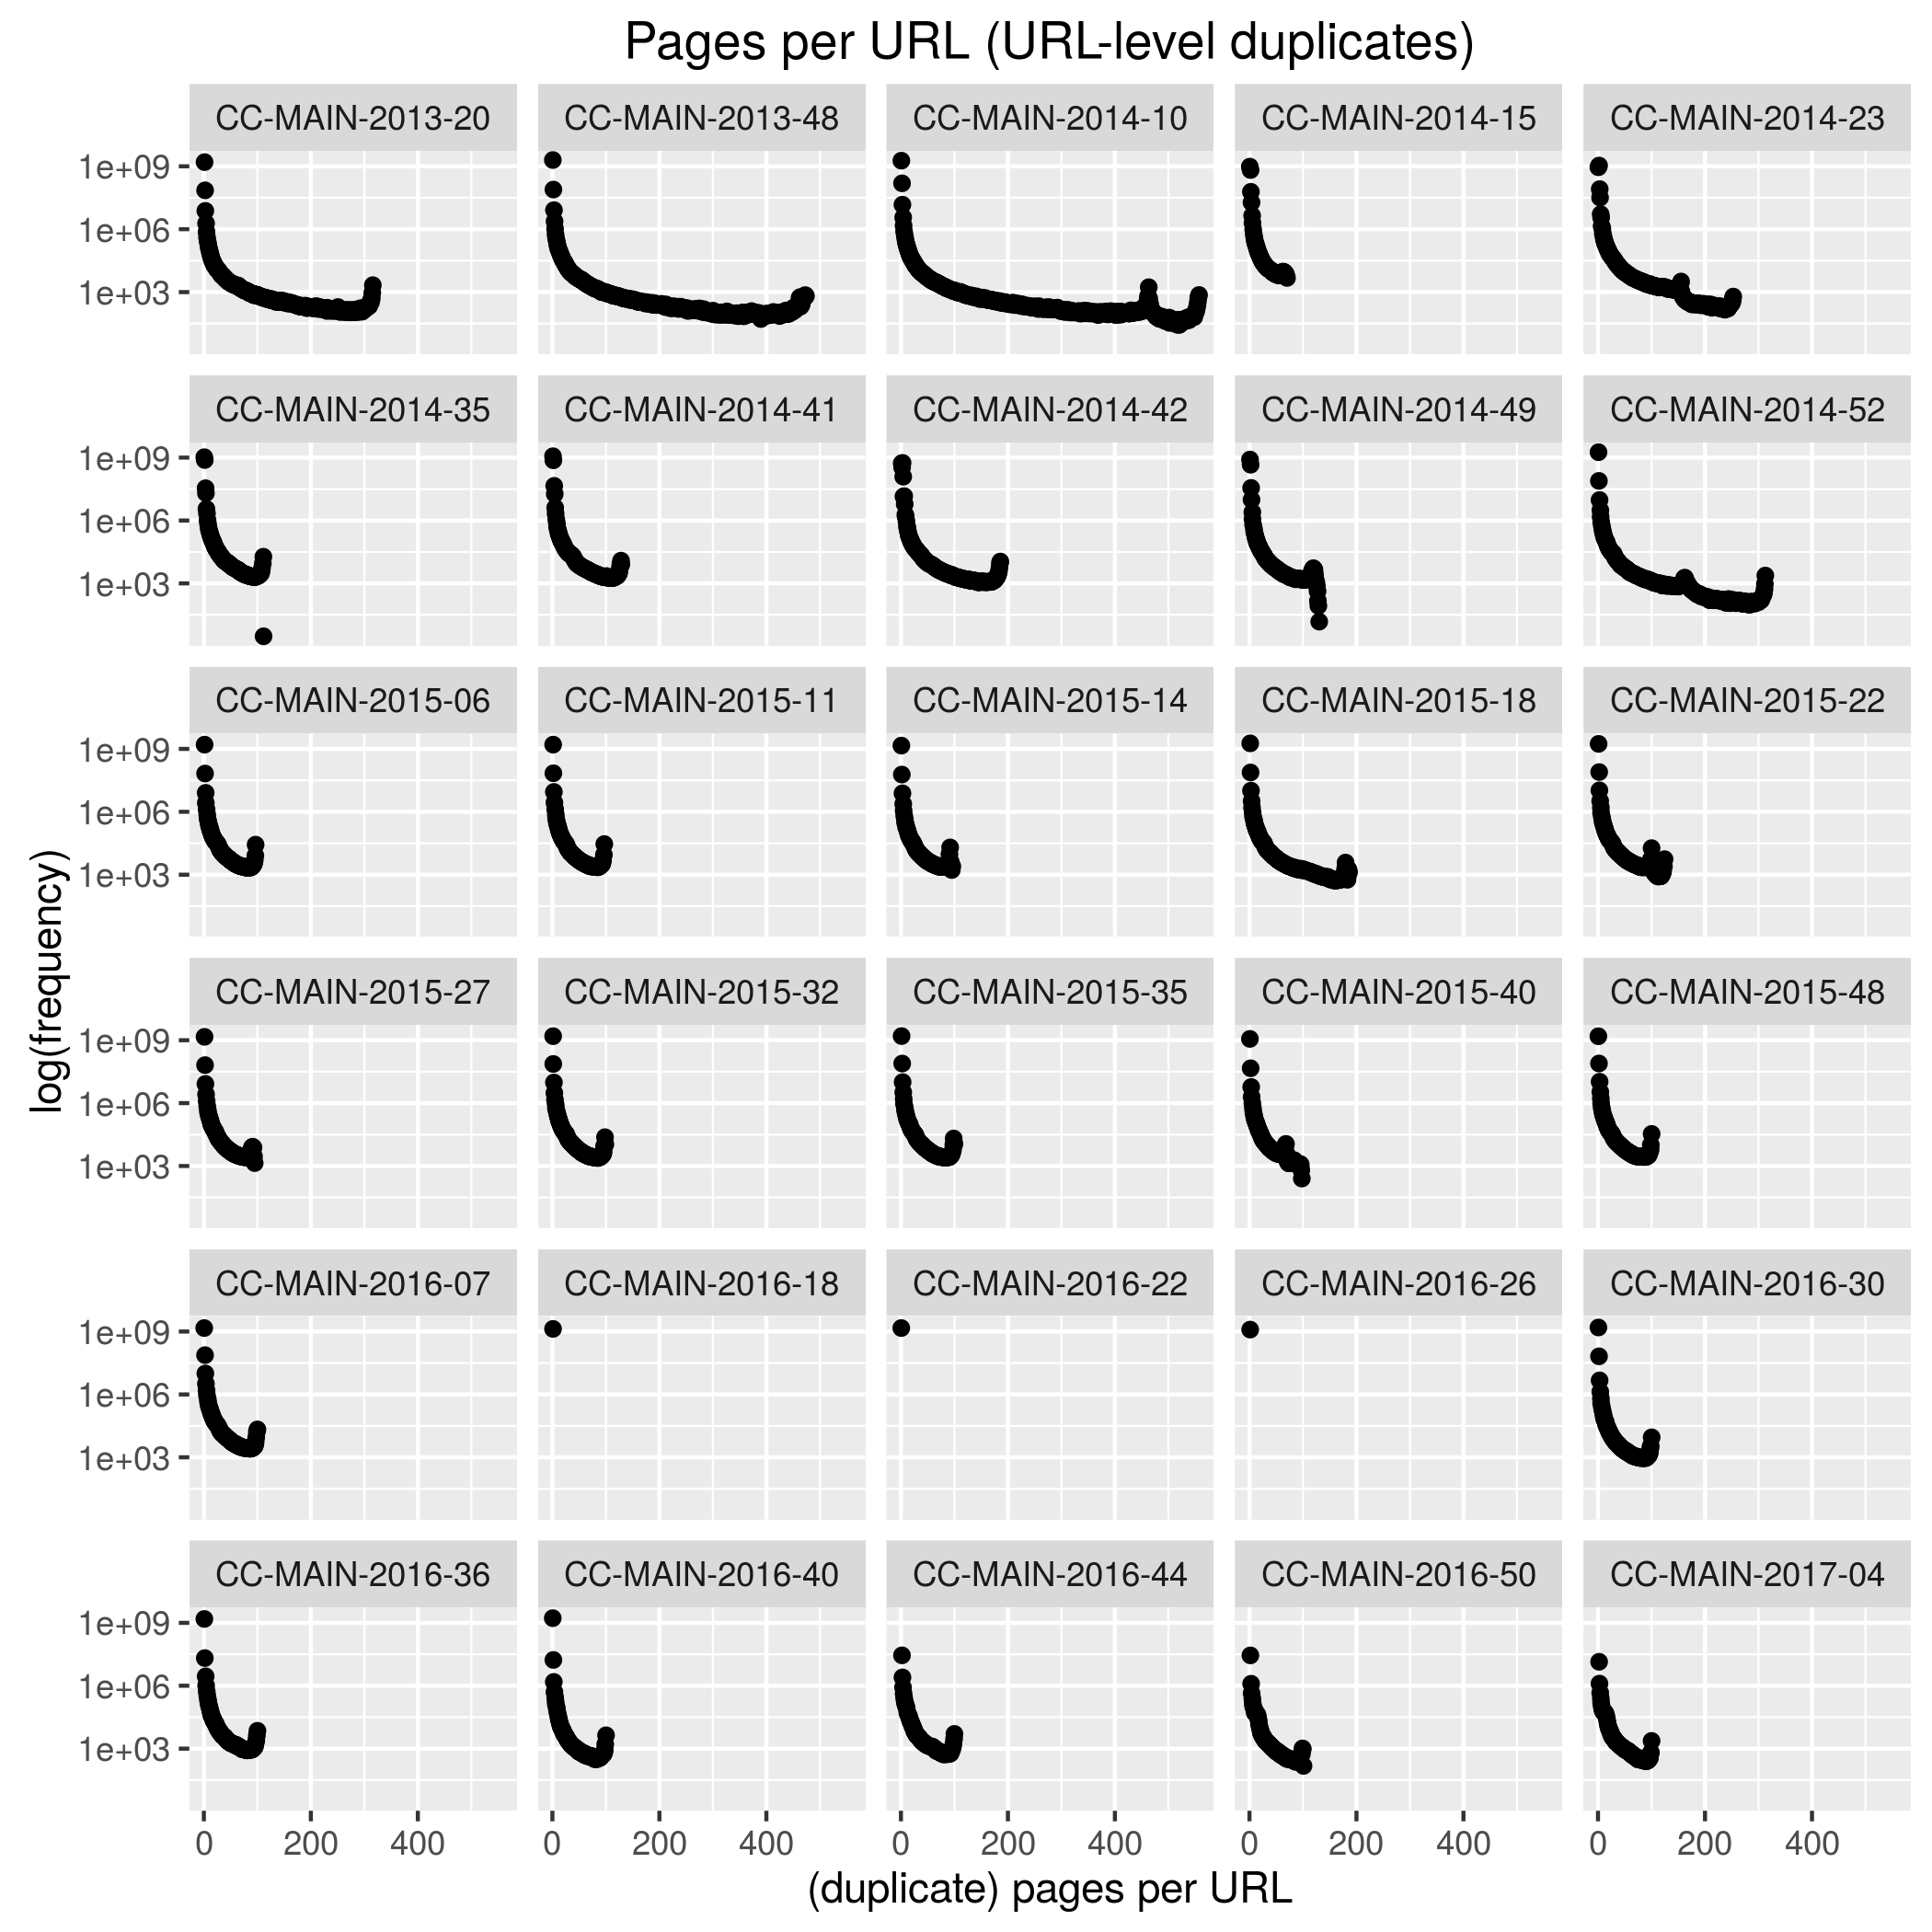 Pages per URL (URL-level duplicates)
CC-MAIN-2013-20 CC-MAIN-2013-48 CC-MAIN-2014-10 CC-MAIN-2014-15 CC-MAIN-2014-23
1e+09
1e+06
1e+03
CC-MAIN-2014-35 CC-MAIN-2014-41 CC-MAIN-2014-42 CC-MAIN-2014-49 CC-MAIN-2014-52
1e+09
1e+06
1e+03
CC-MAIN-2015-06 CC-MAIN-2015-11 CC-MAIN-2015-14 CC-MAIN-2015-18 CC-MAIN-2015-22
1e+09
1e+06
1e+03
log(frequency)
CC-MAIN-2015-27 CC-MAIN-2015-32 CC-MAIN-2015-35 CC-MAIN-2015-40 CC-MAIN-2015-48
1e+09
1e+06
1e+03
CC-MAIN-2016-07 CC-MAIN-2016-18 CC-MAIN-2016-22 CC-MAIN-2016-26 CC-MAIN-2016-30
1e+09
1e+06
1e+03
CC-MAIN-2016-36 CC-MAIN-2016-40 CC-MAIN-2016-44 CC-MAIN-2016-50 CC-MAIN-2017-04
1e+09
1e+06
1e+03
0 200 400 0 200 400 0 200 400 0 200 400 0 200 400
(duplicate) pages per URL